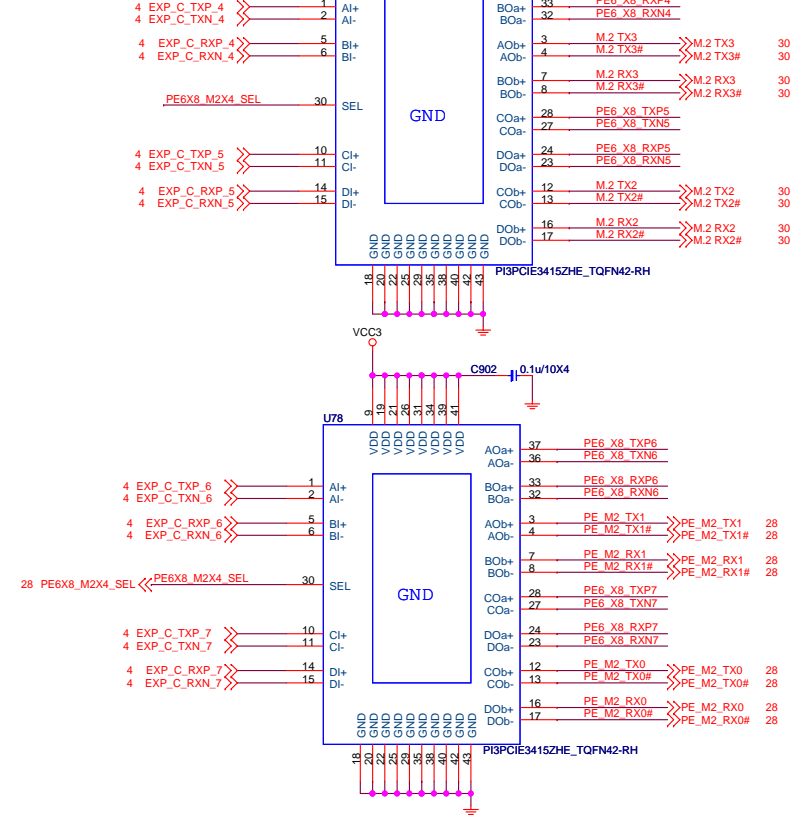 4 EXP_C_TXP_4 1 AI+ BOa+ 33 PE6_X8_RXP4
4 EXP_C_TXN_4 2 AI- BOa- 32 PE6_X8_RXN4
4 EXP_C_RXP_4 5 BI+ AOb+ 3 M.2 TX3 M.2 TX3 30
4 EXP_C_RXN_4 6 BI- AOb- 4 M.2 TX3# M.2 TX3# 30
BOb+ 7 M.2 RX3 M.2 RX3 30
BOb- 8 M.2 RX3# M.2 RX3# 30
PE6X8_M2X4_SEL 30 SEL
GND
COa+ 28 PE6_X8_TXP5
COa- 27 PE6_X8_TXN5
4 EXP_C_TXP_5 10 CI+ DOa+ 24 PE6_X8_RXP5
4 EXP_C_TXN_5 11 CI- DOa- 23 PE6_X8_RXN5
4 EXP_C_RXP_5 14 DI+ COb+ 12 M.2 TX2 M.2 TX2 30
4 EXP_C_RXN_5 15 DI- COb- 13 M.2 TX2# M.2 TX2# 30
DOb+ 16 M.2 RX2 M.2 RX2 30
DOb- 17 M.2 RX2# M.2 RX2# 30
GND GND GND GND GND GND GND GND GND GND
PI3PCIE3415ZHE_TQFN42-RH
18 20 22 25 29 35 38 40 42 43
VCC3
C902 0.1u/10X4
9 19 21 26 31 34 39 41
U78
VDD VDD VDD VDD VDD VDD VDD VDD
AOa+ 37 PE6_X8_TXP6
AOa- 36 PE6_X8_TXN6
4 EXP_C_TXP_6 1 AI+ BOa+ 33 PE6_X8_RXP6
4 EXP_C_TXN_6 2 AI- BOa- 32 PE6_X8_RXN6
4 EXP_C_RXP_6 5 BI+ AOb+ 3 PE_M2_TX1 PE_M2_TX1 28
4 EXP_C_RXN_6 6 BI- AOb- 4 PE_M2_TX1# PE_M2_TX1# 28
BOb+ 7 PE_M2_RX1 PE_M2_RX1 28
BOb- 8 PE_M2_RX1# PE_M2_RX1# 28
28 PE6X8_M2X4_SEL PE6X8_M2X4_SEL 30 SEL
GND
COa+ 28 PE6_X8_TXP7
COa- 27 PE6_X8_TXN7
4 EXP_C_TXP_7 10 CI+ DOa+ 24 PE6_X8_RXP7
4 EXP_C_TXN_7 11 CI- DOa- 23 PE6_X8_RXN7
4 EXP_C_RXP_7 14 DI+ COb+ 12 PE_M2_TX0 PE_M2_TX0 28
4 EXP_C_RXN_7 15 DI- COb- 13 PE_M2_TX0# PE_M2_TX0# 28
DOb+ 16 PE_M2_RX0 PE_M2_RX0 28
DOb- 17 PE_M2_RX0# PE_M2_RX0# 28
GND GND GND GND GND GND GND GND GND GND
PI3PCIE3415ZHE_TQFN42-RH
18 20 22 25 29 35 38 40 42 43